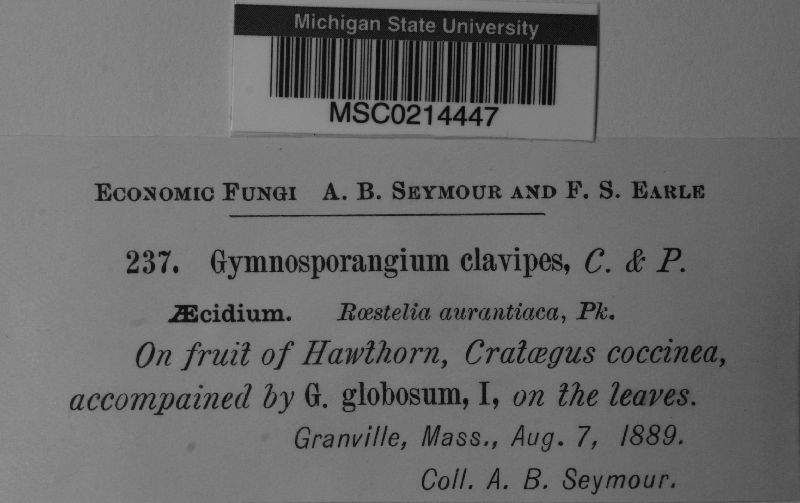 Michigan State University
MSC0214447
ECONOMIC FUNGI A. B. SEYMOUR AND F. S. EARLE
237. Gymnosporangium clavipes, C. & P.
Æcidium. Rœstelia aurantiaca, Pk.
On fruit of Hawthorn, Cratægus coccinea,
accompained by G. globosum, I, on the leaves.
Granville, Mass., Aug. 7, 1889.
Coll. A. B. Seymour.